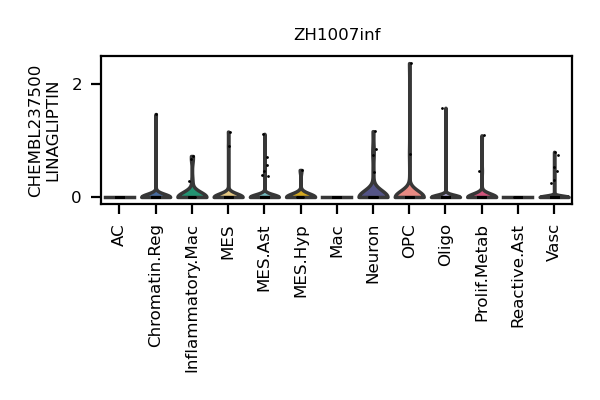 ZH1007inf
CHEMBL237500
LINAGLIPTIN
2
0
AC
Chromatin.Reg
Inflammatory.Mac
MES
MES.Ast
MES.Hyp
Mac
Neuron
OPC
Oligo
Prolif.Metab
Reactive.Ast
Vasc